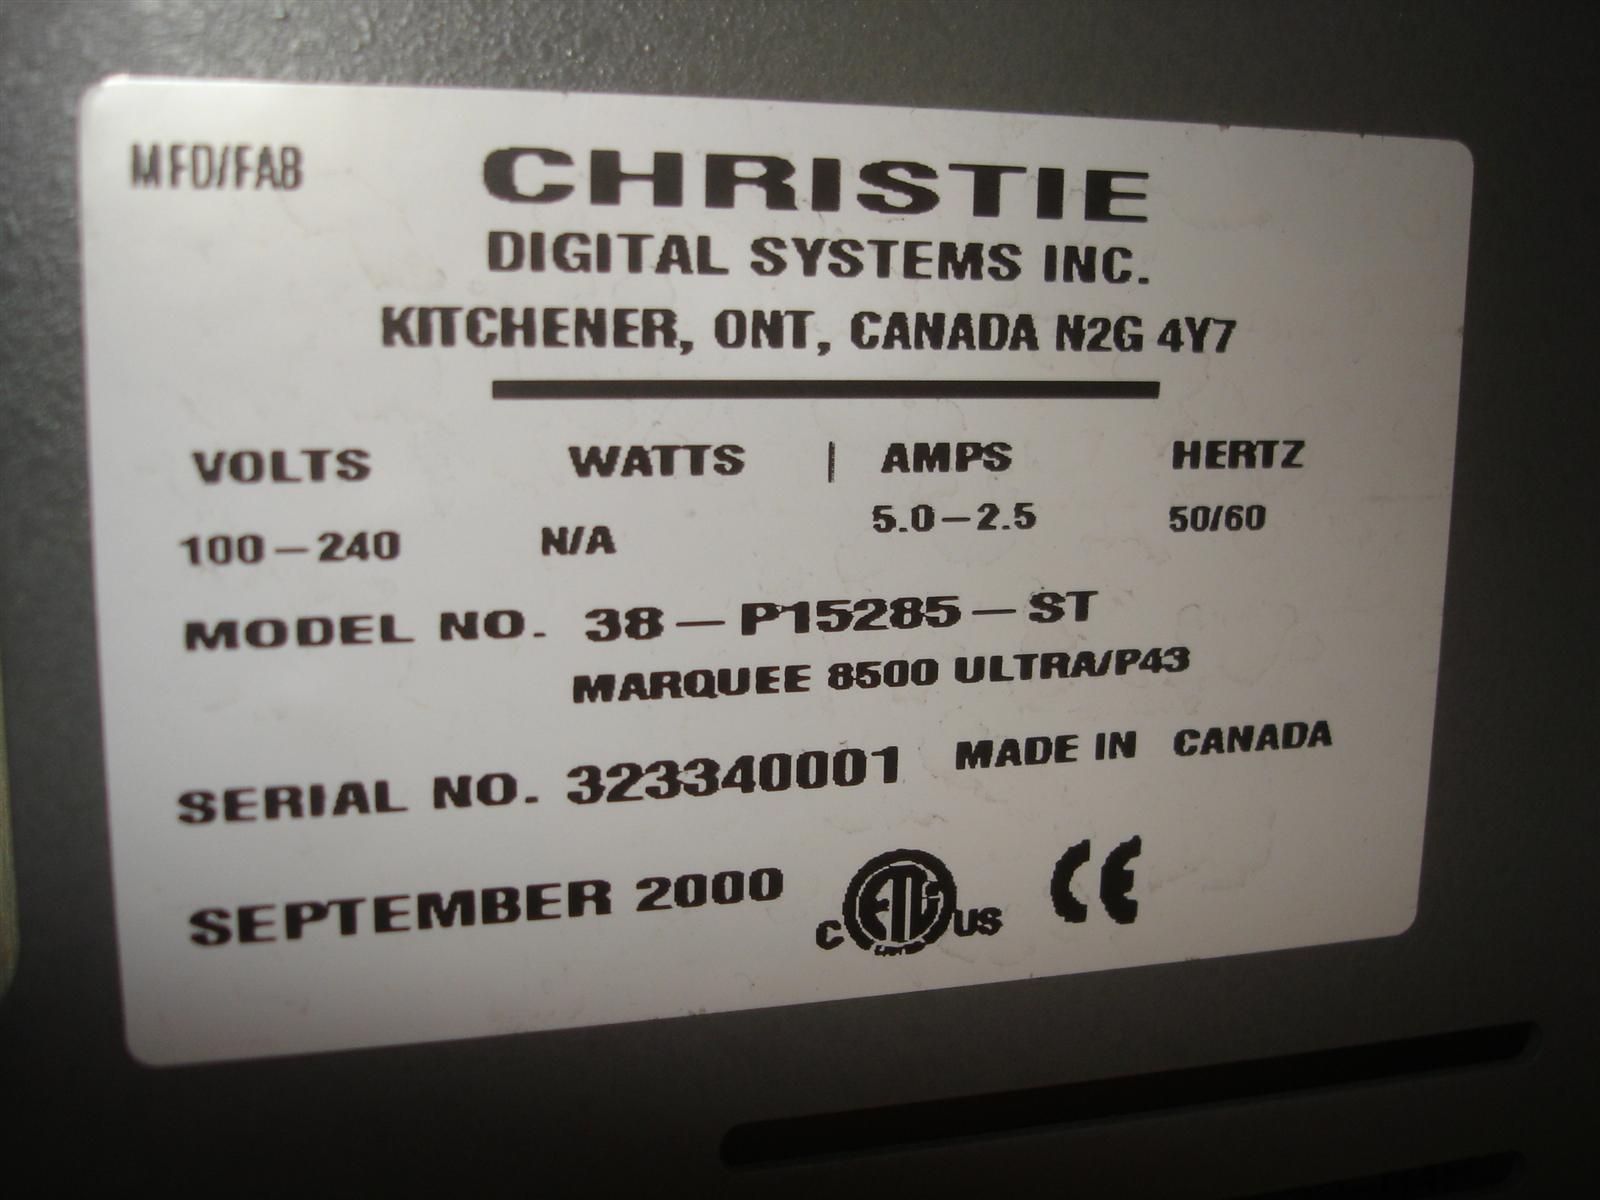 MFD/FAB
CHRISTIE
DIGITAL SYSTEMS INC.
KITCHENER, ONT, CANADA N2G 4Y7
VOLTS WATTS | AMPS HERTZ
100-240 N/A 5.0-2.5 50/60
MODEL NO. 38-P15285-ST
MARQUEE 8500 ULTRA/P43
SERIAL NO. 323340001 MADE IN CANADA
SEPTEMBER 2000 C ETL US CE